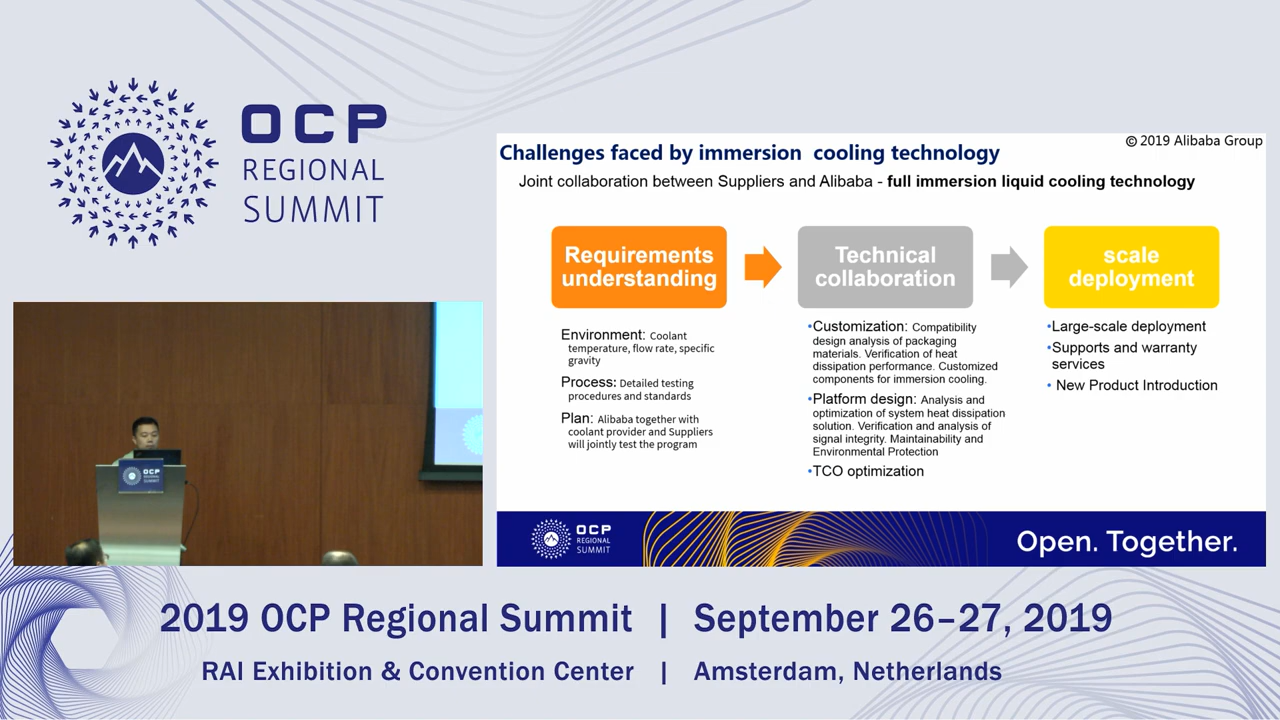 OCP
REGIONAL
SUMMIT
© 2019 Alibaba Group
Challenges faced by immersion cooling technology
Joint collaboration between Suppliers and Alibaba - full immersion liquid cooling technology
Requirements
understanding
Environment: Coolant
temperature, flow rate, specific
gravity
Process: Detailed testing
procedures and standards
Plan: Alibaba together with
coolant provider and Suppliers
will jointly test the program
Technical
collaboration
•Customization: Compatibility
design analysis of packaging
materials. Verification of heat
dissipation performance. Customized
components for immersion cooling.
•Platform design: Analysis and
optimization of system heat dissipation
solution. Verification and analysis of
signal integrity. Maintainability and
Environmental Protection
•TCO optimization
scale
deployment
•Large-scale deployment
•Supports and warranty
services
• New Product Introduction
OCP
REGIONAL
SUMMIT
Open. Together.
OCP
REGIONAL
SUMMIT
2019 OCP Regional Summit | September 26–27, 2019
RAI Exhibition & Convention Center | Amsterdam, Netherlands